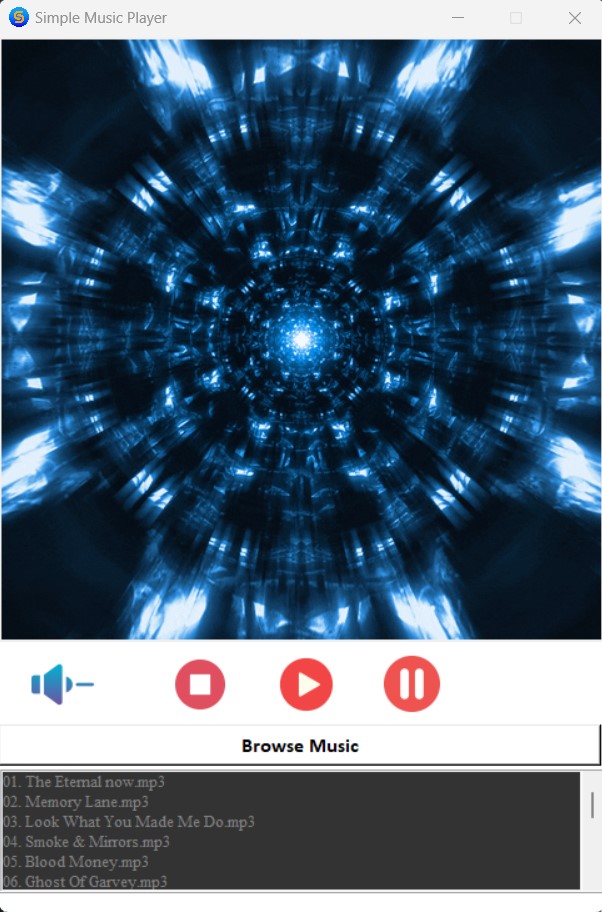 Simple Music Player
Browse Music
01. The Eternal now.mp3
02. Memory Lane.mp3
03. Look What You Made Me Do.mp3
04. Smoke & Mirrors.mp3
05. Blood Money.mp3
06. Ghost Of Garvey.mp3